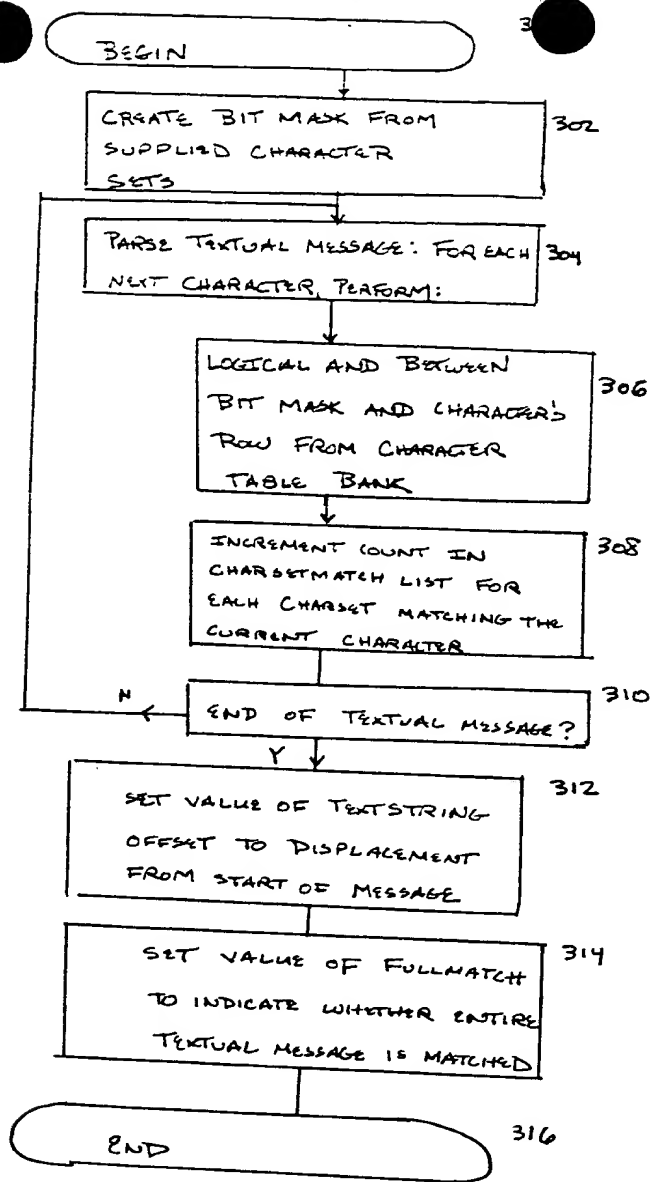 3
BEGIN
CREATE BIT MASK FROM
SUPPLIED CHARACTER
SETS
302
PARSE TEXTUAL MESSAGE: FOR EACH
NEXT CHARACTER, PERFORM:
304
LOGICAL AND BETWEEN
BIT MASK AND CHARACTER'S
ROW FROM CHARACTER
TABLE BANK
306
INCREMENT COUNT IN
CHARSETMATCH LIST FOR
EACH CHARSET MATCHING THE
CURRENT CHARACTER
308
N
END OF TEXTUAL MESSAGE?
310
Y
SET VALUE OF TEXTSTRING
OFFSET TO DISPLACEMENT
FROM START OF MESSAGE
312
SET VALUE OF FULLMATCH
TO INDICATE WHETHER ENTIRE
TEXTUAL MESSAGE IS MATCHED
314
END
316